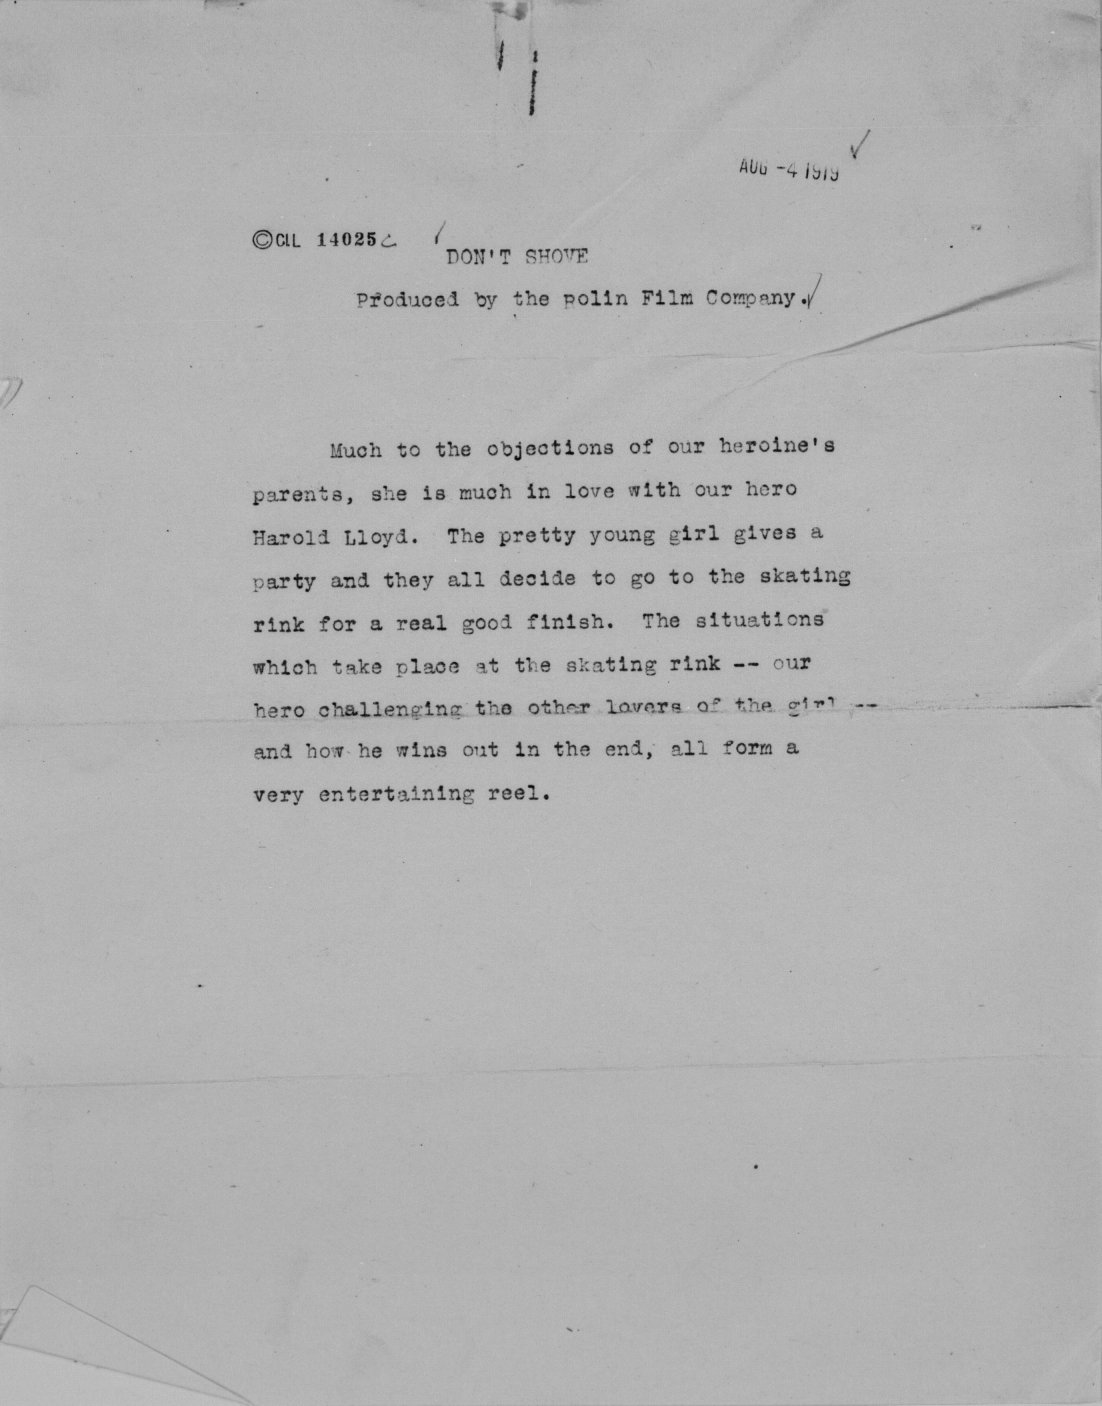 AUG -4 1919
©CIL 14025
DON'T SHOVE
Produced by the Rolin Film Company.
Much to the objections of our heroine's
parents, she is much in love with our hero
Harold Lloyd. The pretty young girl gives a
party and they all decide to go to the skating
rink for a real good finish. The situations
which take place at the skating rink -- our
hero challenging the other lovers of the girl --
and how he wins out in the end, all form a
very entertaining reel.